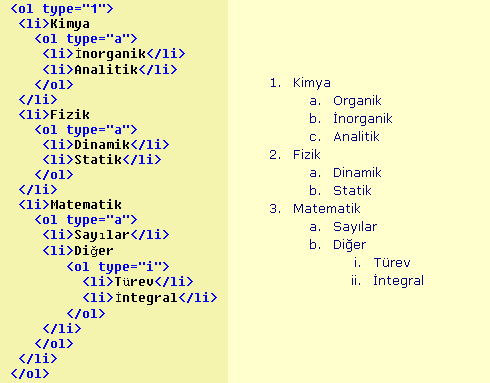 <ol type="1">
<li>Kimya
<ol type="a">
<li>İnorganik</li>
<li>Analitik</li>
</ol>
</li>
<li>Fizik
<ol type="a">
<li>Dinamik</li>
<li>Statik</li>
</ol>
</li>
<li>Matematik
<ol type="a">
<li>Sayılar</li>
<li>Diğer
<ol type="i">
<li>Türev</li>
<li>İntegral</li>
</ol>
</li>
</ol>
</li>
</ol>
1. Kimya
a. Organik
b. İnorganik
c. Analitik
2. Fizik
a. Dinamik
b. Statik
3. Matematik
a. Sayılar
b. Diğer
i. Türev
ii. İntegral